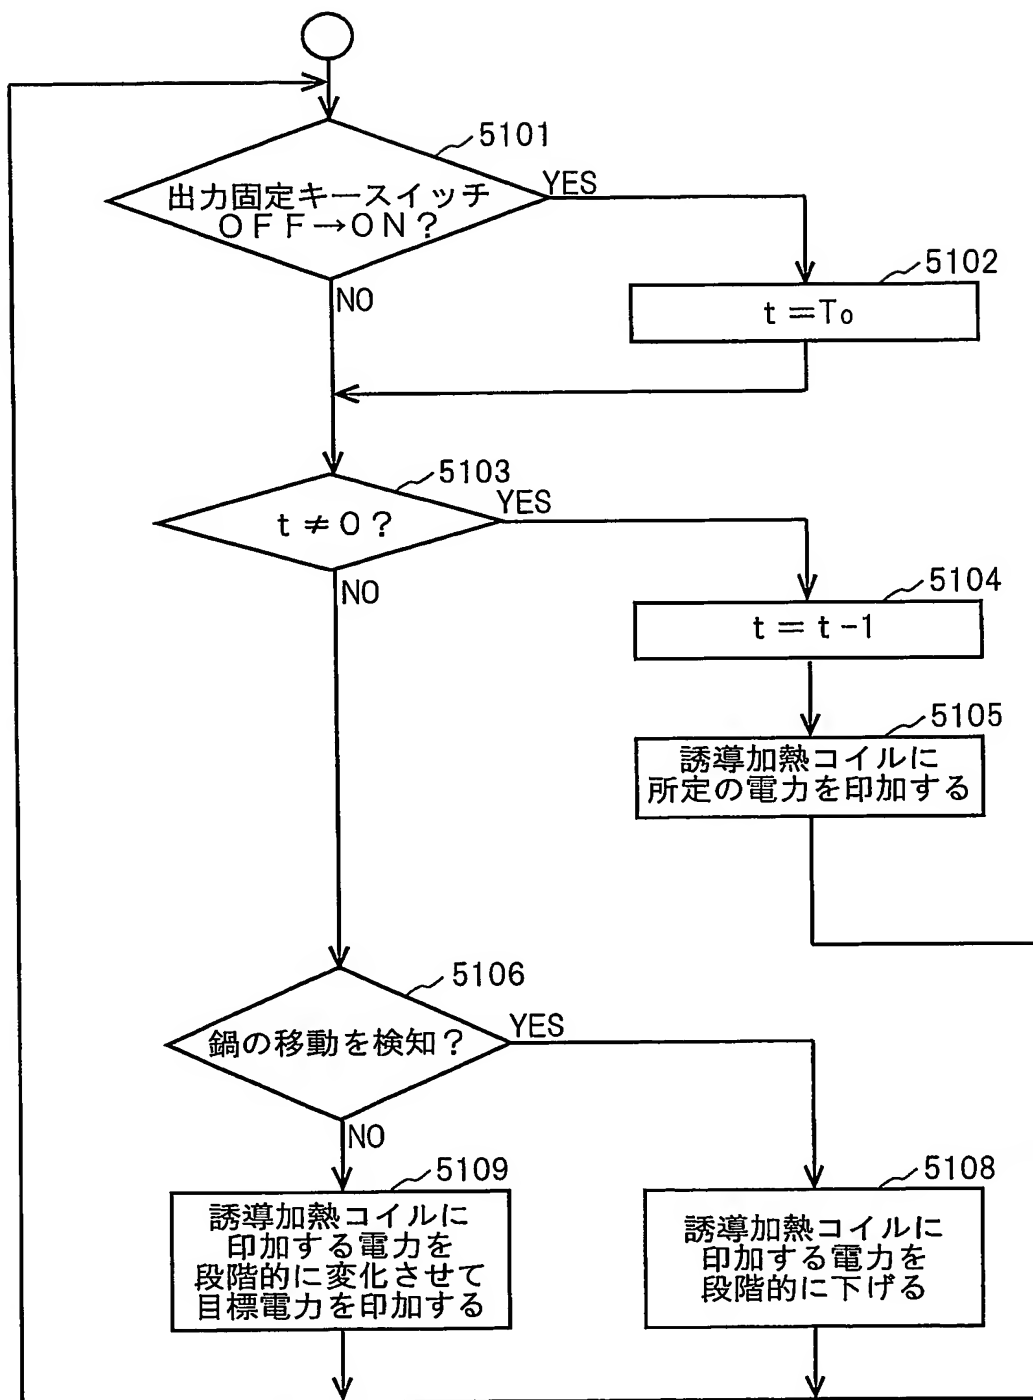 5101
出力固定キースイッチ
OFF→ON?
YES
NO
5102
t=To
5103
t≠0?
YES
NO
5104
t=t-1
5105
誘導加熱コイルに
所定の電力を印加する
5106
鍋の移動を検知?
YES
NO
5109
誘導加熱コイルに
印加する電力を
段階的に変化させて
目標電力を印加する
5108
誘導加熱コイルに
印加する電力を
段階的に下げる